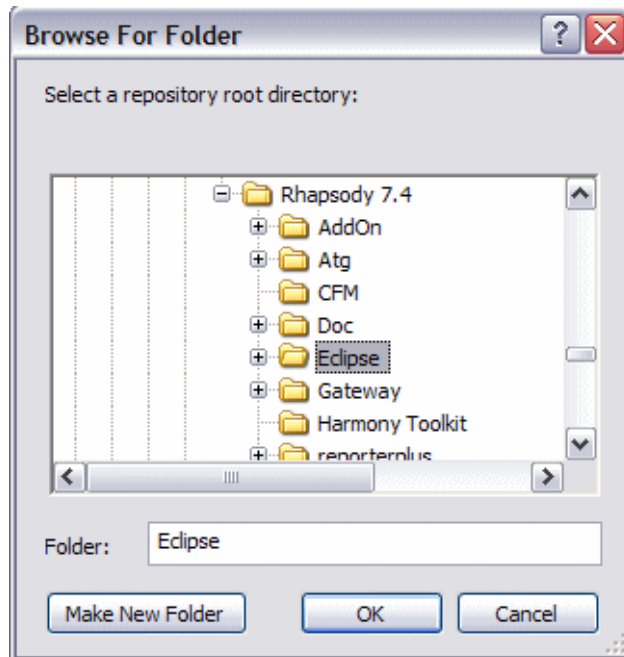 Browse For Folder
Select a repository root directory:
Rhapsody 7.4
AddOn
Atg
CFM
Doc
Eclipse
Gateway
Harmony Toolkit
reporterplus
Folder: Eclipse
Make New Folder OK Cancel